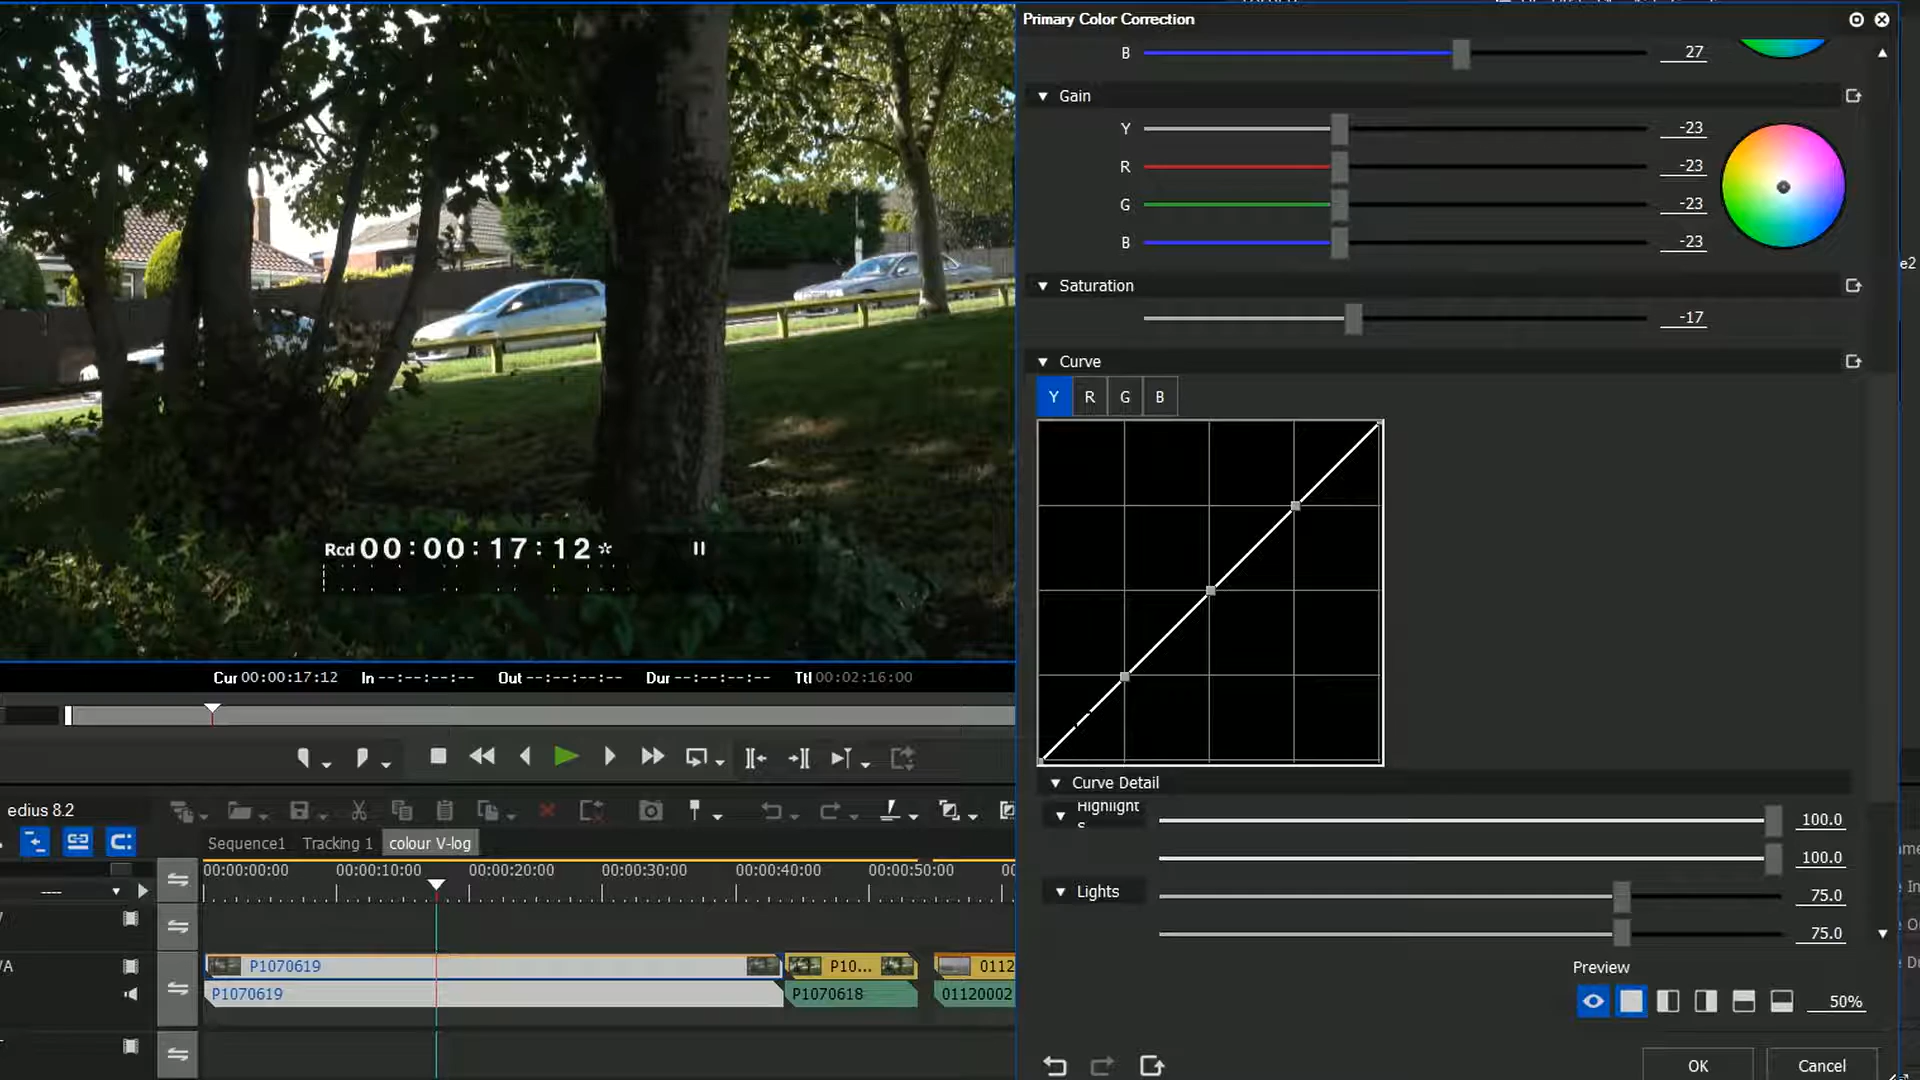 Primary Color Correction
B 27
Gain
Y -23
R -23
G -23
B -23
Saturation
-17
Curve
Y R G B
Curve Detail
Highlight 100.0
100.0
Lights 75.0
75.0
Preview
50%
OK Cancel
Rcd 00:00:17:12
Cur 00:00:17:12 In --:--:--:-- Out --:--:--:-- Dur --:--:--:-- Ttl 00:02:16:00
edius 8.2
Sequence1 Tracking 1 colour V-log
00:00:00:00 00:00:10:00 00:00:20:00 00:00:30:00 00:00:40:00 00:00:50:00
P1070619 P10... 0112
P1070619 P1070618 01120002
e2